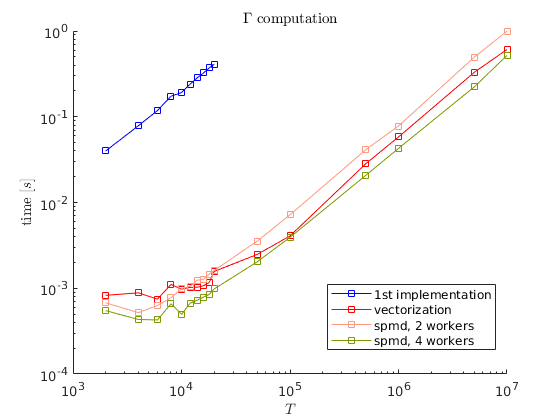 Γ computation
time [s]
10^0
10^-1
10^-2
10^-3
10^-4
10^3
10^4
10^5
10^6
10^7
T
1st implementation
vectorization
spmd, 2 workers
spmd, 4 workers